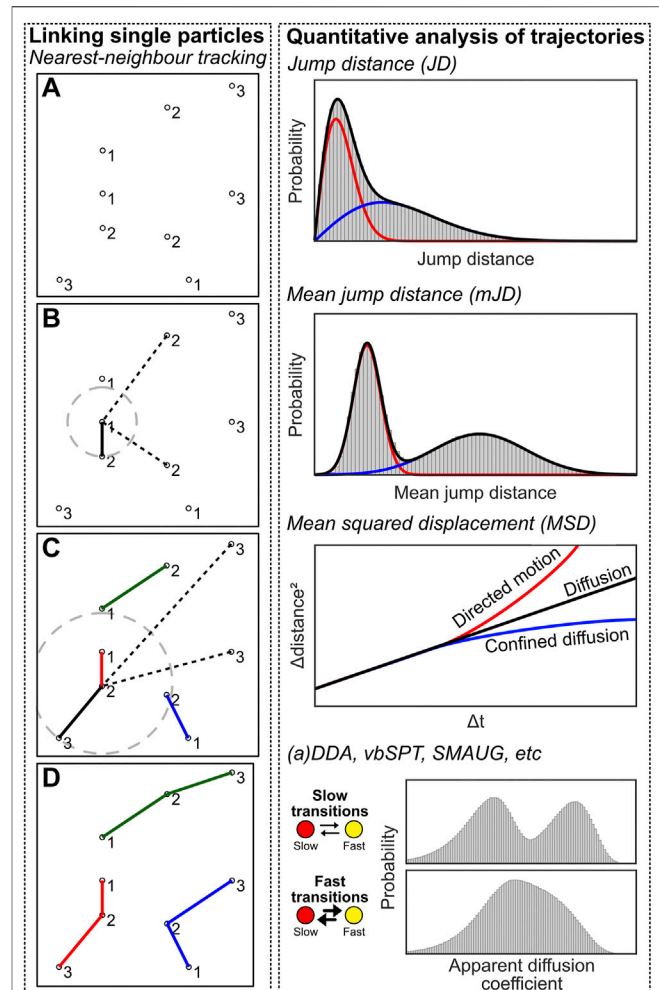 Linking single particles
Nearest-neighbour tracking
A
3
2
1
1
3
2
2
3
1
B
3
2
1
1
3
2
2
3
1
C
3
2
1
1
3
2
2
3
1
D
3
2
1
1
3
2
2
3
1
Quantitative analysis of trajectories
Jump distance (JD)
Probability
Jump distance
Mean jump distance (mJD)
Probability
Mean jump distance
Mean squared displacement (MSD)
Δdistance²
Directed motion
Diffusion
Confined diffusion
Δt
(a)DDA, vbSPT, SMAUG, etc
Slow
transitions
Slow
Fast
Fast
transitions
Slow
Fast
Probability
Apparent diffusion
coefficient